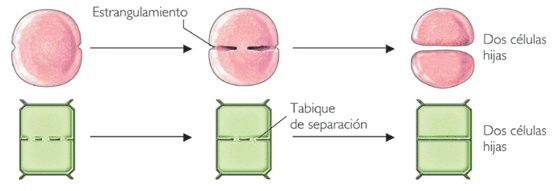 Estrangulamiento
Dos células
hijas
Tabique
de separación
Dos células
hijas